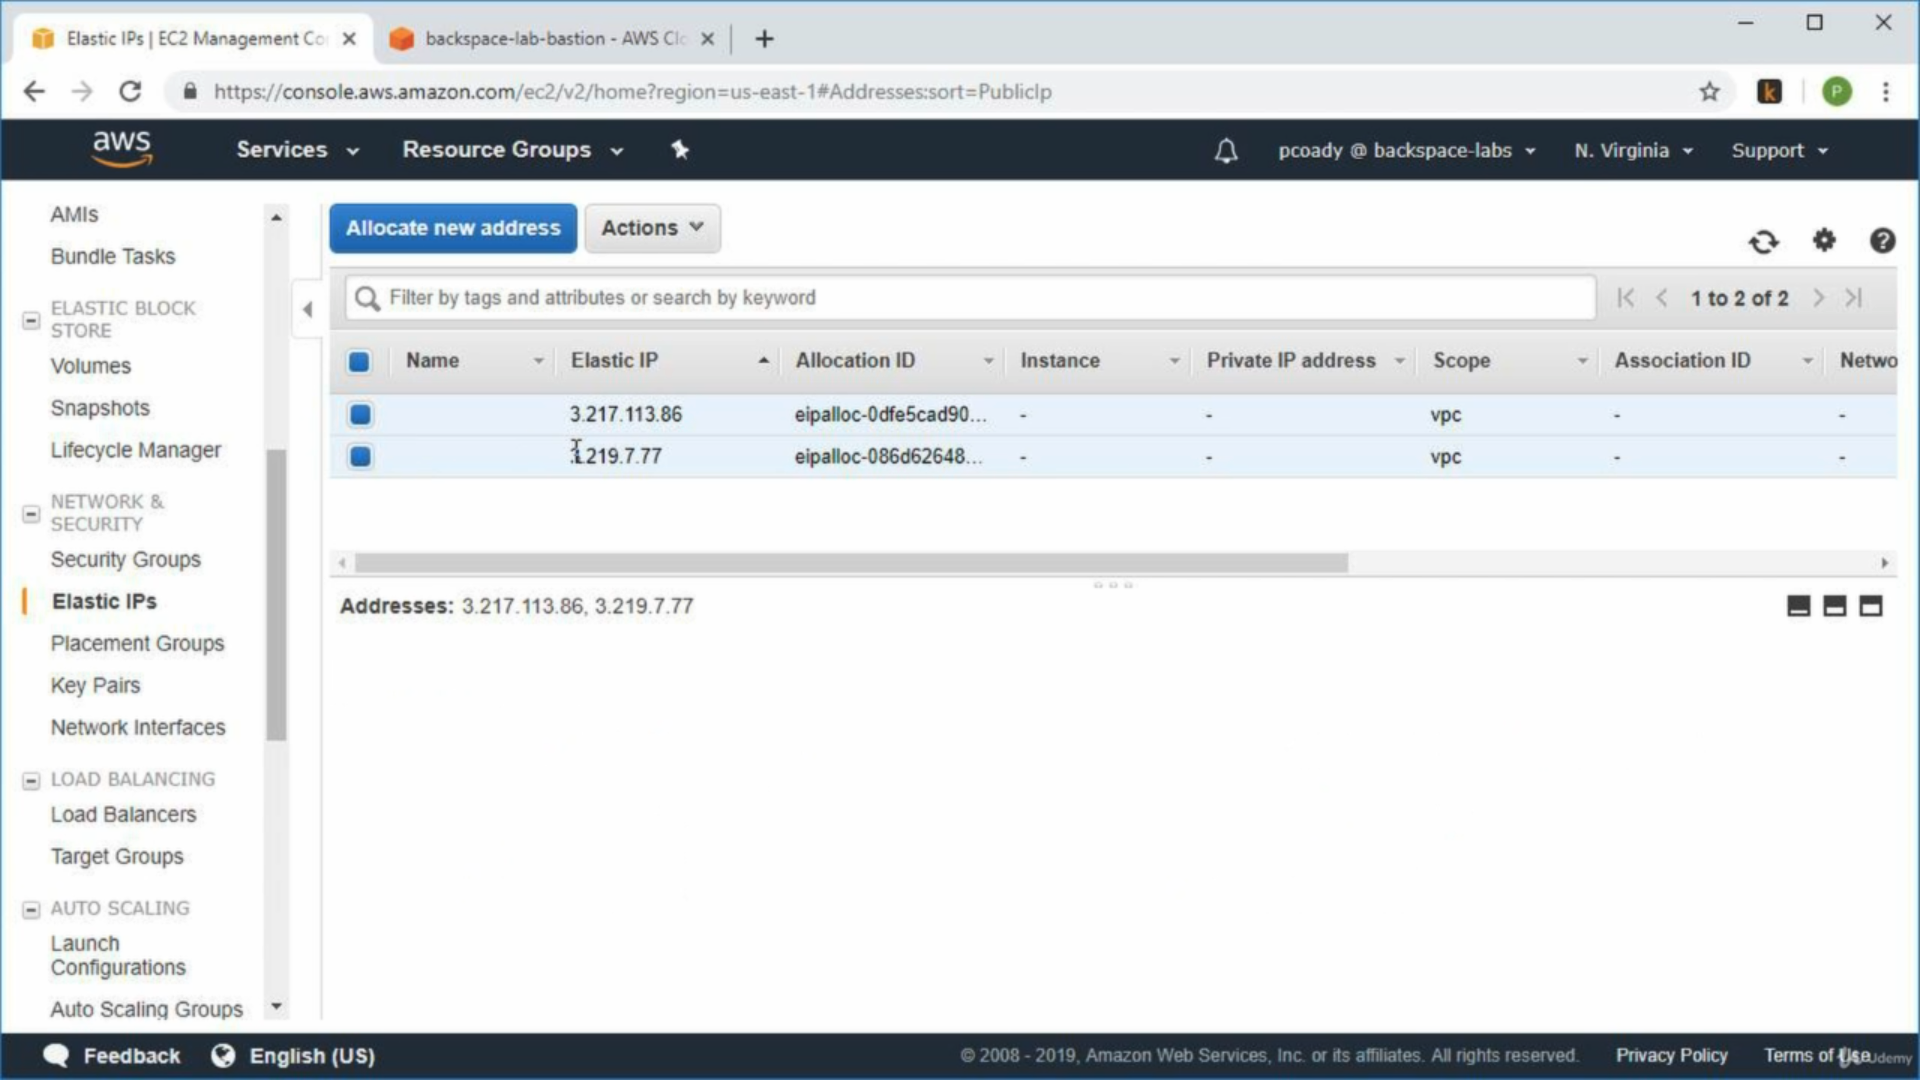 Elastic IPs | EC2 Management Co
backspace-lab-bastion - AWS Clo
https://console.aws.amazon.com/ec2/v2/home?region=us-east-1#Addresses:sort=PublicIp
k
P
aws
Services
Resource Groups
pcoady @ backspace-labs
N. Virginia
Support
AMIs
Bundle Tasks
ELASTIC BLOCK
STORE
Volumes
Snapshots
Lifecycle Manager
NETWORK &
SECURITY
Security Groups
Elastic IPs
Placement Groups
Key Pairs
Network Interfaces
LOAD BALANCING
Load Balancers
Target Groups
AUTO SCALING
Launch
Configurations
Auto Scaling Groups
Allocate new address
Actions
Filter by tags and attributes or search by keyword
1 to 2 of 2
Name Elastic IP Allocation ID Instance Private IP address Scope Association ID Netwo
3.217.113.86 eipalloc-0dfe5cad90... - - vpc - -
3.219.7.77 eipalloc-086d62648... - - vpc - -
Addresses: 3.217.113.86, 3.219.7.77
Feedback
English (US)
© 2008 - 2019, Amazon Web Services, Inc. or its affiliates. All rights reserved.
Privacy Policy
Terms of Use
Udemy